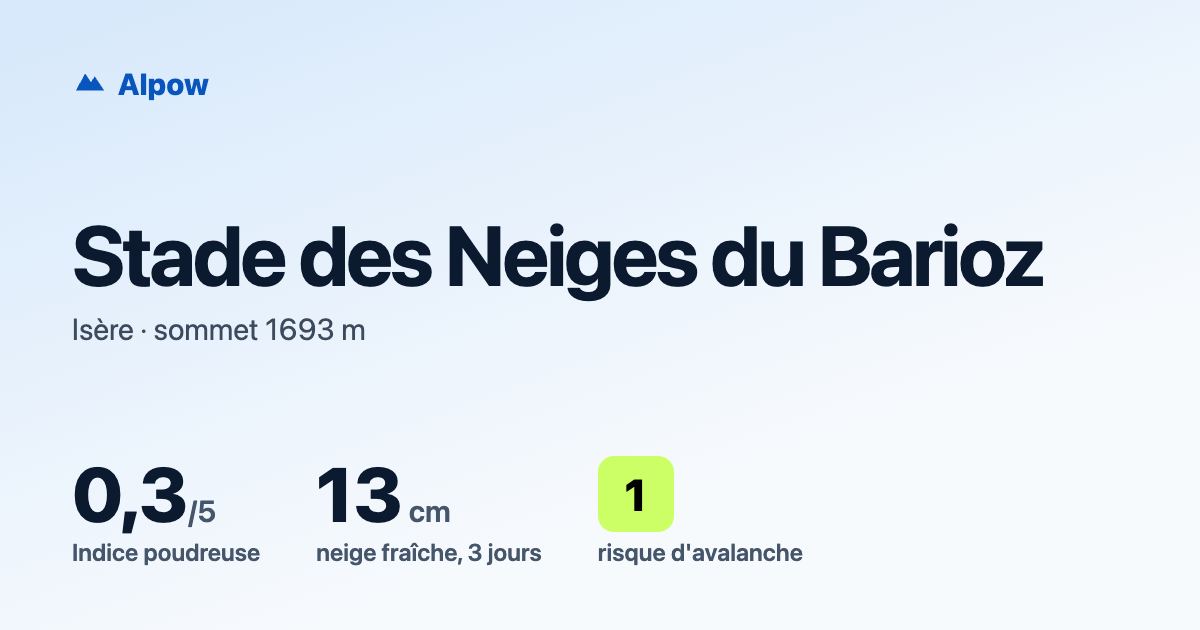 Alpow
Stade des Neiges du Barioz
Isère · sommet 1693 m
0,3/5
Indice poudreuse
13 cm
neige fraîche, 3 jours
1
risque d'avalanche